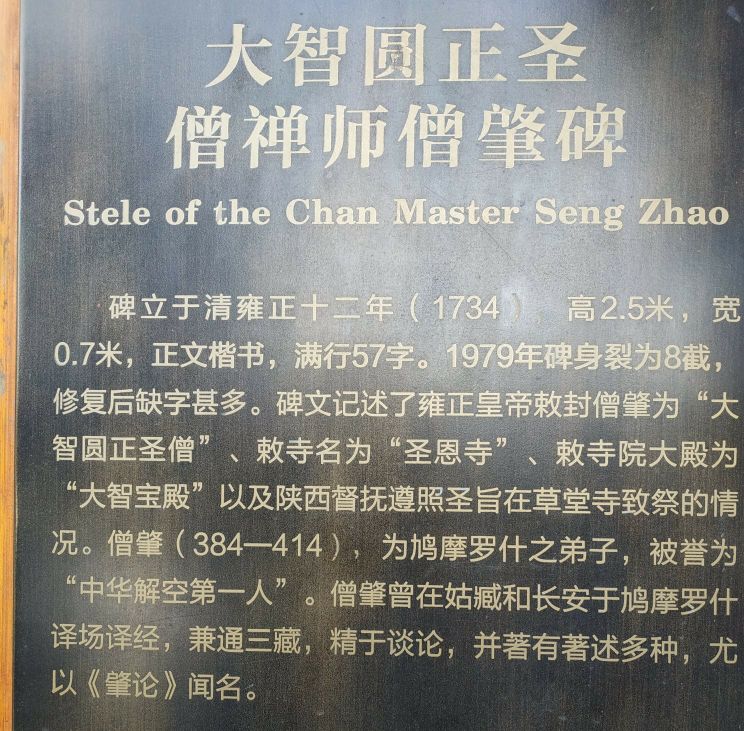 大智圆正圣
僧禅师僧肇碑
Stele of the Chan Master Seng Zhao
碑立于清雍正十二年（1734），高2.5米，宽
0.7米，正文楷书，满行57字。1979年碑身裂为8截，
修复后缺字甚多。碑文记述了雍正皇帝敕封僧肇为“大
智圆正圣僧”、敕寺名为“圣恩寺”、敕寺院大殿为
“大智宝殿”以及陕西督抚遵照圣旨在草堂寺致祭的情
况。僧肇（384—414），为鸠摩罗什之弟子，被誉为
“中华解空第一人”。僧肇曾在姑臧和长安于鸠摩罗什
译场译经，兼通三藏，精于谈论，并著有著述多种，尤
以《肇论》闻名。